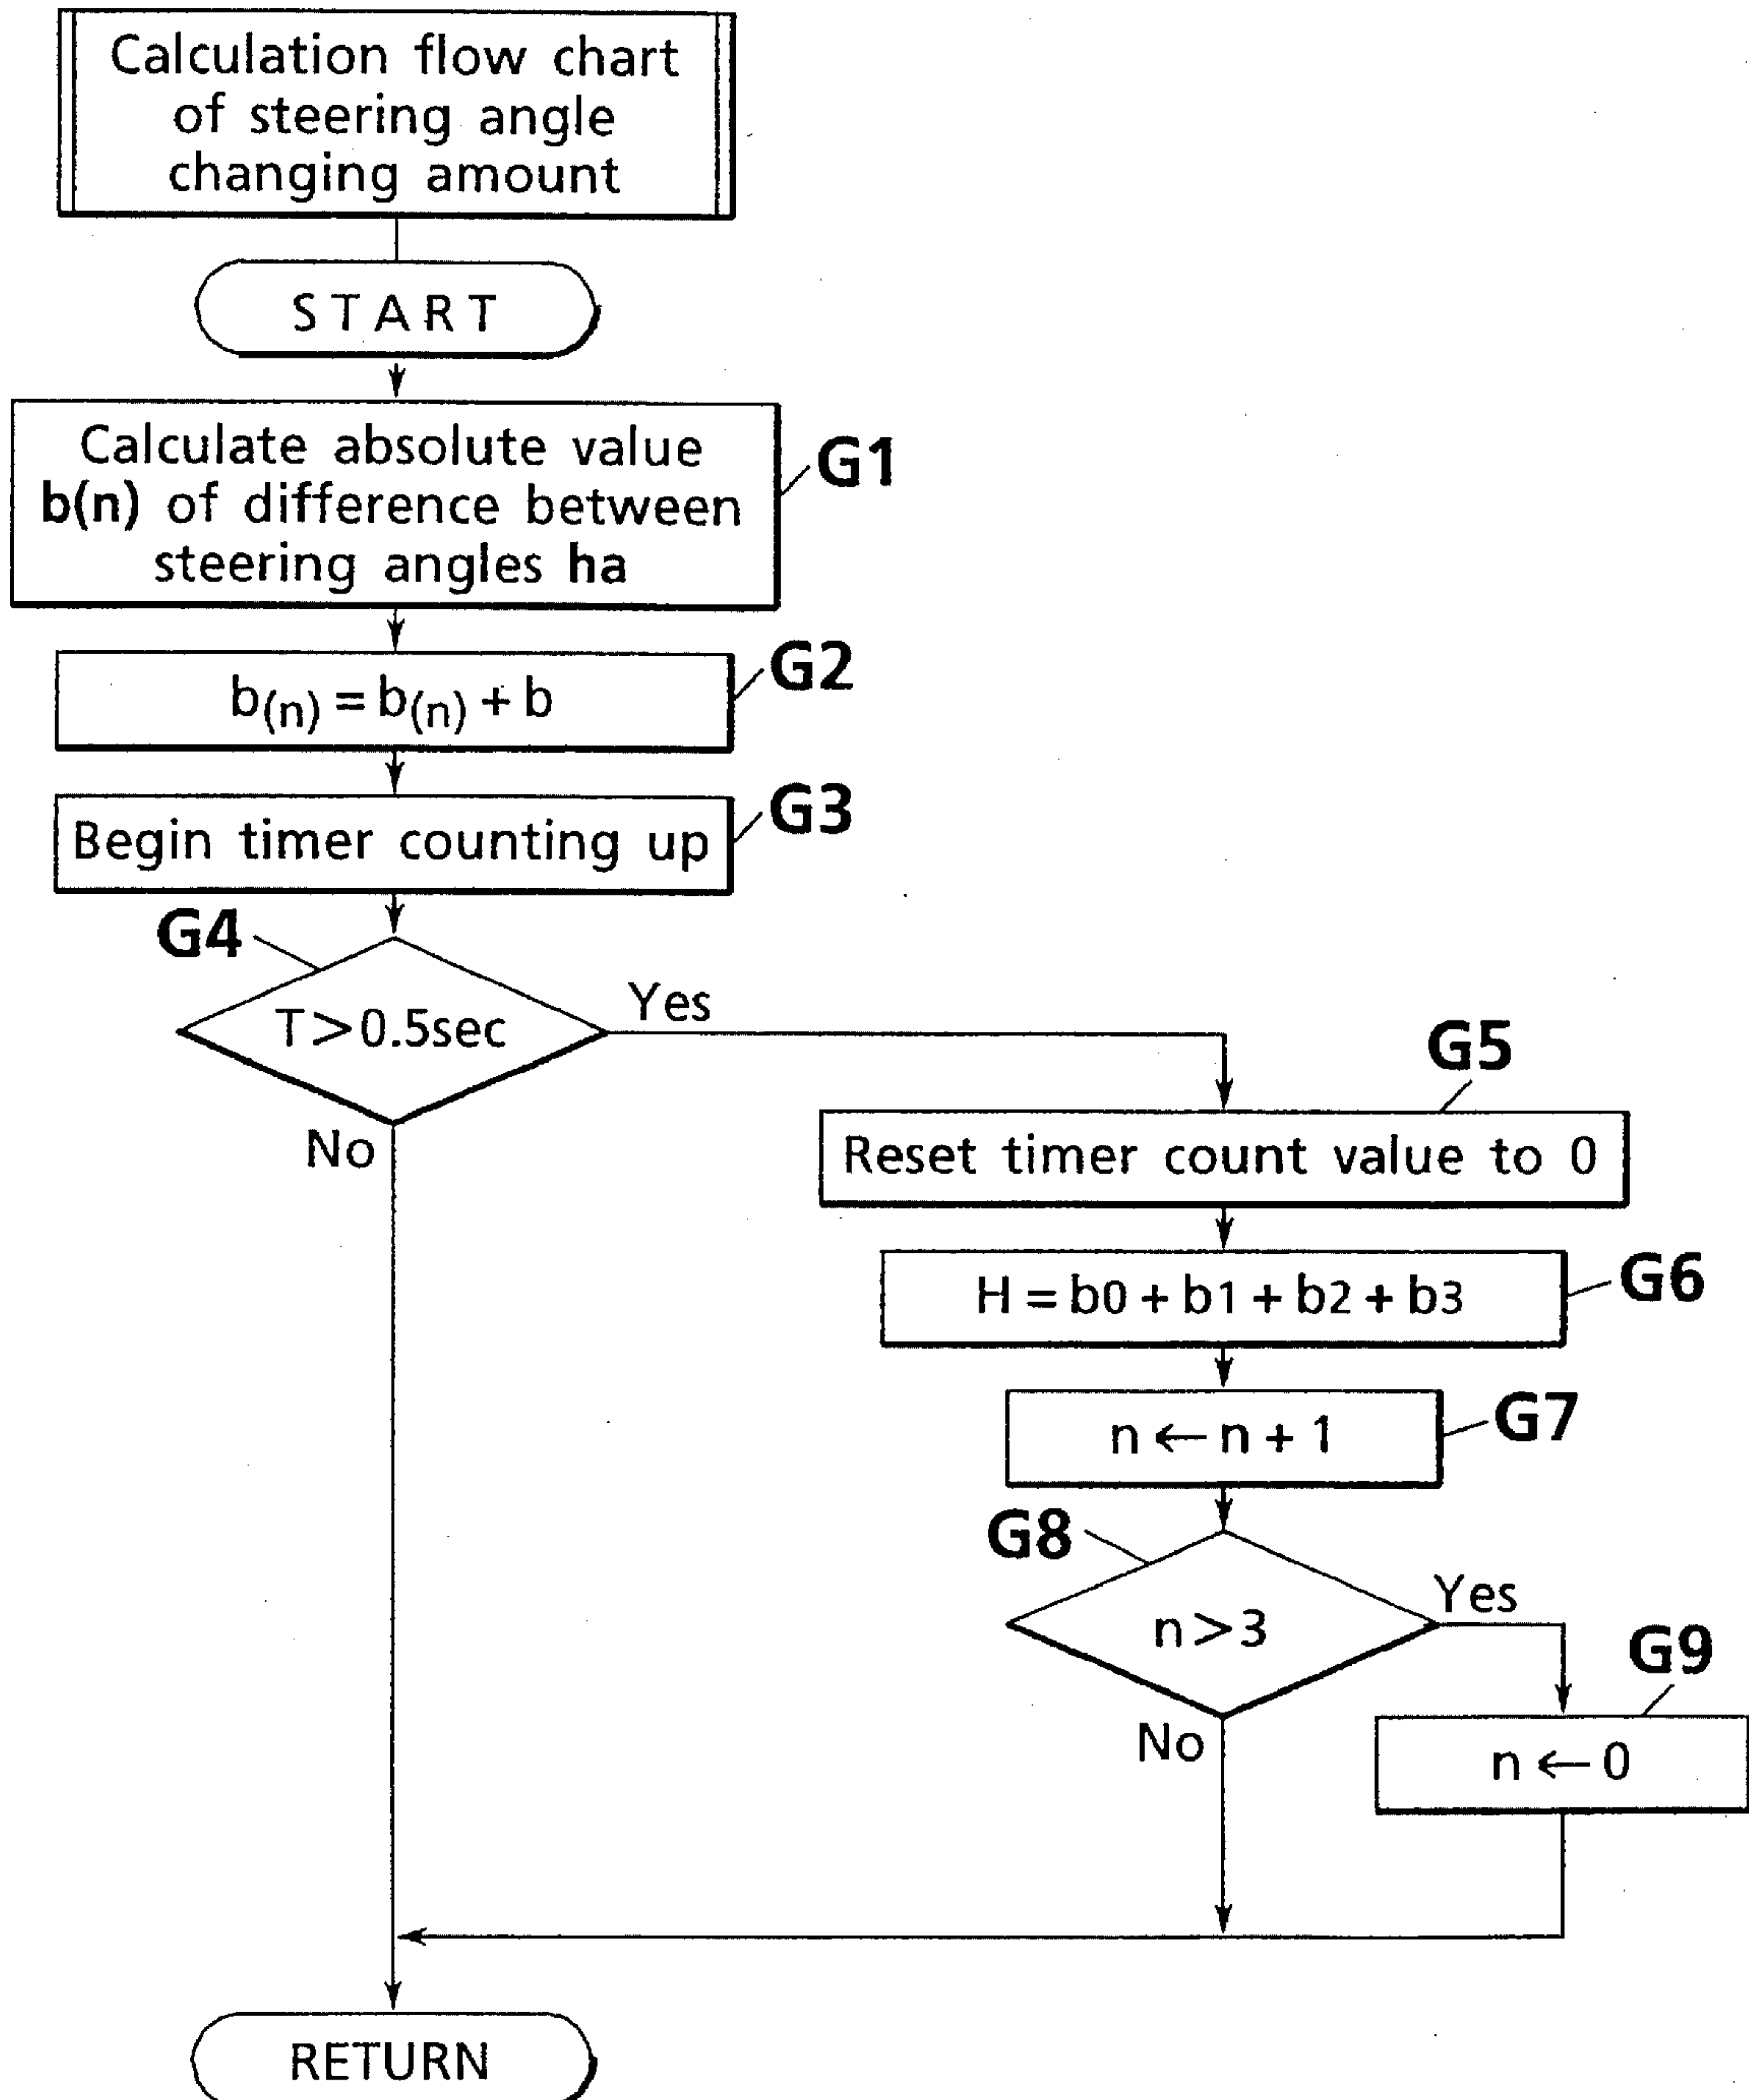 Calculation flow chart
of steering angle
changing amount
START
Calculate absolute value
b(n) of difference between
steering angles ha
G1
b(n) = b(n) + b
G2
Begin timer counting up
G3
G4
T>0.5sec
Yes
No
G5
Reset timer count value to 0
H = b0 + b1 + b2 + b3
G6
n ← n + 1
G7
G8
n>3
Yes
No
G9
n ← 0
RETURN